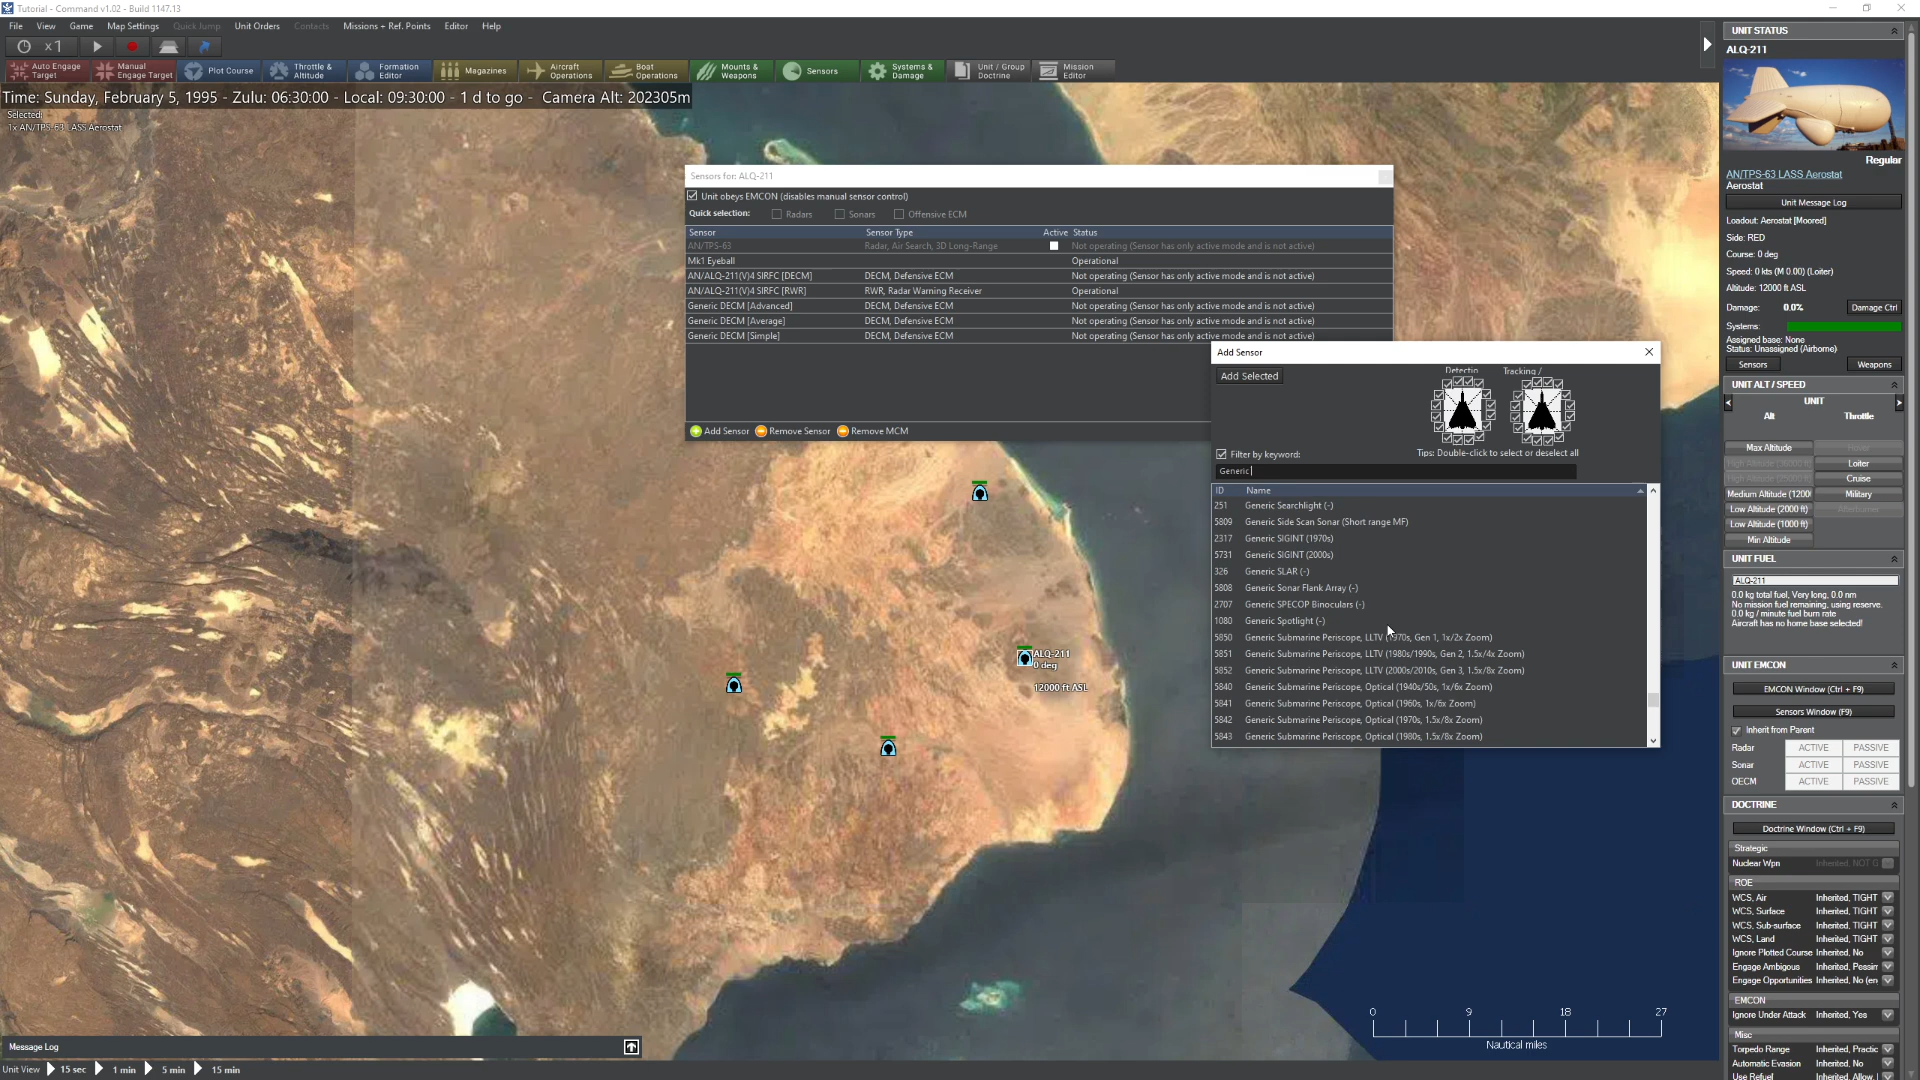 Tutorial - Command v1.02 - Build 1147.13
File View Game Map Settings Quick Jump Unit Orders Contacts Missions + Ref. Points Editor Help
x1
Auto Engage Target
Manual Engage Target
Plot Course
Throttle & Altitude
Formation Editor
Magazines
Aircraft Operations
Boat Operations
Mounts & Weapons
Sensors
Systems & Damage
Unit / Group Doctrine
Mission Editor
Time: Sunday, February 5, 1995 - Zulu: 06:30:00 - Local: 09:30:00 - 1 d to go - Camera Alt: 202305m
Selected:
1x AN/TPS-63 LASS Aerostat
Sensors for: ALQ-211
Unit obeys EMCON (disables manual sensor control)
Quick selection: Radars Sonars Offensive ECM
Sensor Sensor Type Active Status
AN/TPS-63 Radar, Air Search, 3D Long-Range Not operating (Sensor has only active mode and is not active)
Mk1 Eyeball Operational
AN/ALQ-211(V)4 SIRFC [DECM] DECM, Defensive ECM Not operating (Sensor has only active mode and is not active)
AN/ALQ-211(V)4 SIRFC [RWR] RWR, Radar Warning Receiver Operational
Generic DECM [Advanced] DECM, Defensive ECM Not operating (Sensor has only active mode and is not active)
Generic DECM [Average] DECM, Defensive ECM Not operating (Sensor has only active mode and is not active)
Generic DECM [Simple] DECM, Defensive ECM Not operating (Sensor has only active mode and is not active)
Add Sensor Remove Sensor Remove MCM
Add Sensor
Add Selected
Detectio Tracking /
Tips: Double-click to select or deselect all
Filter by keyword:
Generic
ID Name
251 Generic Searchlight (-)
5809 Generic Side Scan Sonar (Short range MF)
2317 Generic SIGINT (1970s)
5731 Generic SIGINT (2000s)
326 Generic SLAR (-)
5808 Generic Sonar Flank Array (-)
2707 Generic SPECOP Binoculars (-)
1080 Generic Spotlight (-)
5850 Generic Submarine Periscope, LLTV (1970s, Gen 1, 1x/2x Zoom)
5851 Generic Submarine Periscope, LLTV (1980s/1990s, Gen 2, 1.5x/4x Zoom)
5852 Generic Submarine Periscope, LLTV (2000s/2010s, Gen 3, 1.5x/8x Zoom)
5840 Generic Submarine Periscope, Optical (1940s/50s, 1x/6x Zoom)
5841 Generic Submarine Periscope, Optical (1960s, 1x/6x Zoom)
5842 Generic Submarine Periscope, Optical (1970s, 1.5x/8x Zoom)
5843 Generic Submarine Periscope, Optical (1980s, 1.5x/8x Zoom)
ALQ-211
0 deg
12000 ft ASL
0 9 18 27
Nautical miles
Message Log
Unit View 15 sec 1 min 5 min 15 min
UNIT STATUS
ALQ-211
Regular
AN/TPS-63 LASS Aerostat
Aerostat
Unit Message Log
Loadout: Aerostat [Moored]
Side: RED
Course: 0 deg
Speed: 0 kts (M 0.00) (Loiter)
Altitude: 12000 ft ASL
Damage: 0.0% Damage Ctrl
Systems:
Assigned base: None
Status: Unassigned (Airborne)
Sensors Weapons
UNIT ALT / SPEED
UNIT
Alt Throttle
Max Altitude
Loiter
Cruise
Medium Altitude (1200 Military
Low Altitude (2000 ft)
Low Altitude (1000 ft)
Min Altitude
UNIT FUEL
ALQ-211
0.0 kg total fuel, Very long, 0.0 nm
No mission fuel remaining, using reserve.
0.0 kg / minute fuel burn rate
Aircraft has no home base selected!
UNIT EMCON
EMCON Window (Ctrl + F9)
Sensors Window (F9)
Inherit from Parent
Radar ACTIVE PASSIVE
Sonar ACTIVE PASSIVE
OECM ACTIVE PASSIVE
DOCTRINE
Doctrine Window (Ctrl + F9)
Strategic
Nuclear Wpn Inherited, NOT G
ROE
WCS, Air Inherited, TIGHT
WCS, Surface Inherited, TIGHT
WCS, Sub-surface Inherited, TIGHT
WCS, Land Inherited, TIGHT
Ignore Plotted Course Inherited, No
Engage Ambiguous Inherited, Pessim
Engage Opportunities Inherited, No (en
EMCON
Ignore Under Attack Inherited, Yes
Misc
Torpedo Range Inherited, Practic
Automatic Evasion Inherited, No
Use Refuel Inherited, Allow, I